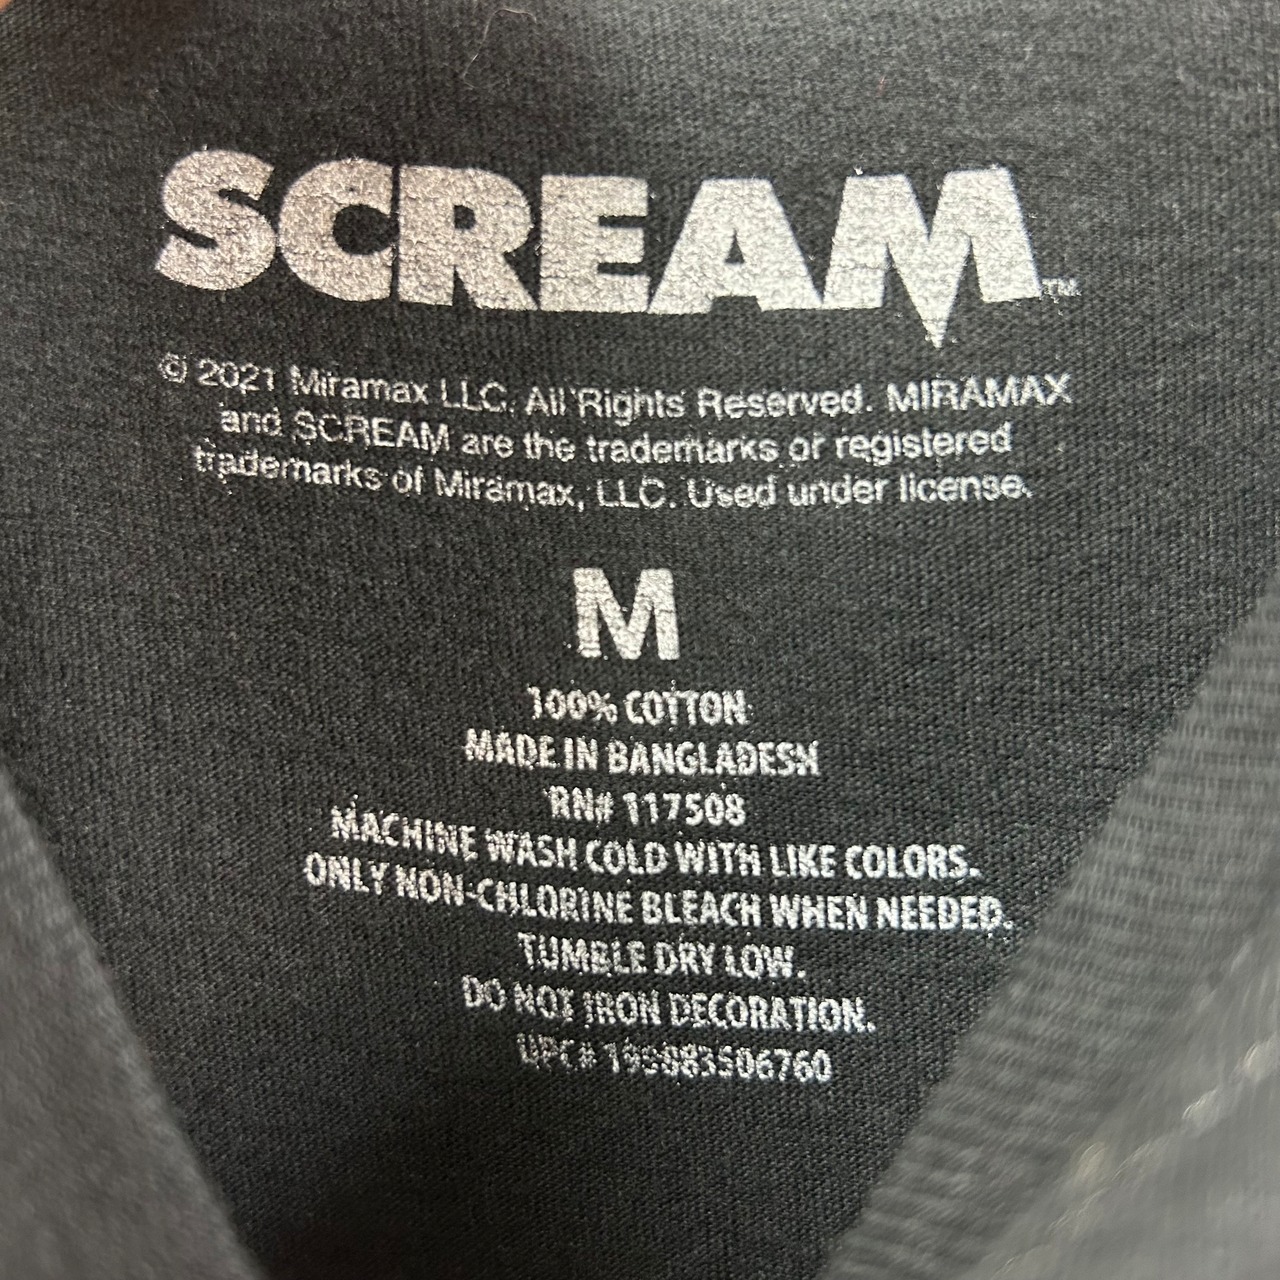 SCREAM™
© 2021 Miramax LLC. All Rights Reserved. MIRAMAX
and SCREAM are the trademarks or registered
trademarks of Miramax, LLC. Used under license.
M
100% COTTON
MADE IN BANGLADESH
RN# 117508
MACHINE WASH COLD WITH LIKE COLORS.
ONLY NON-CHLORINE BLEACH WHEN NEEDED.
TUMBLE DRY LOW.
DO NOT IRON DECORATION.
UPC#